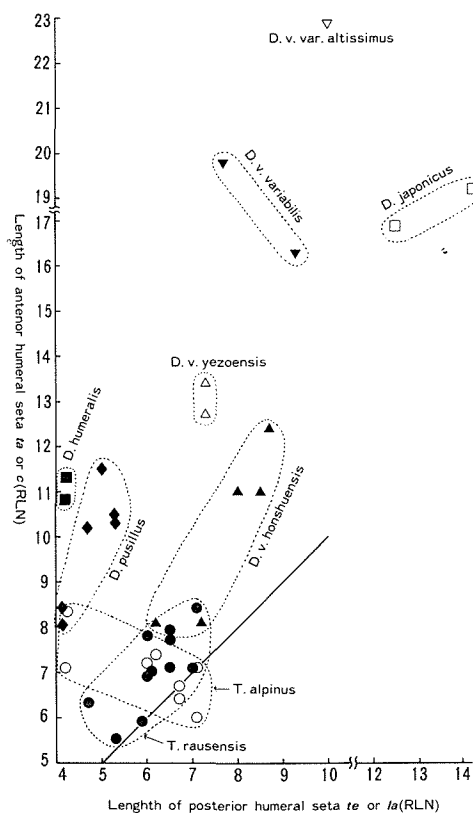 23
22
21
20
19
17
16
15
14
13
12
11
10
9
8
7
6
5
D. v. var. altissimus
D. v. variabilis
D. japonicus
D. v. yezoensis
D. humeralis
D. pusillus
D. v. honshuensis
T. alpinus
T. rausensis
Length of antenor humeral seta ta or c(RLN)
4 5 6 7 8 9 10 12 13 14
Lenghth of posterior humeral seta te or la(RLN)